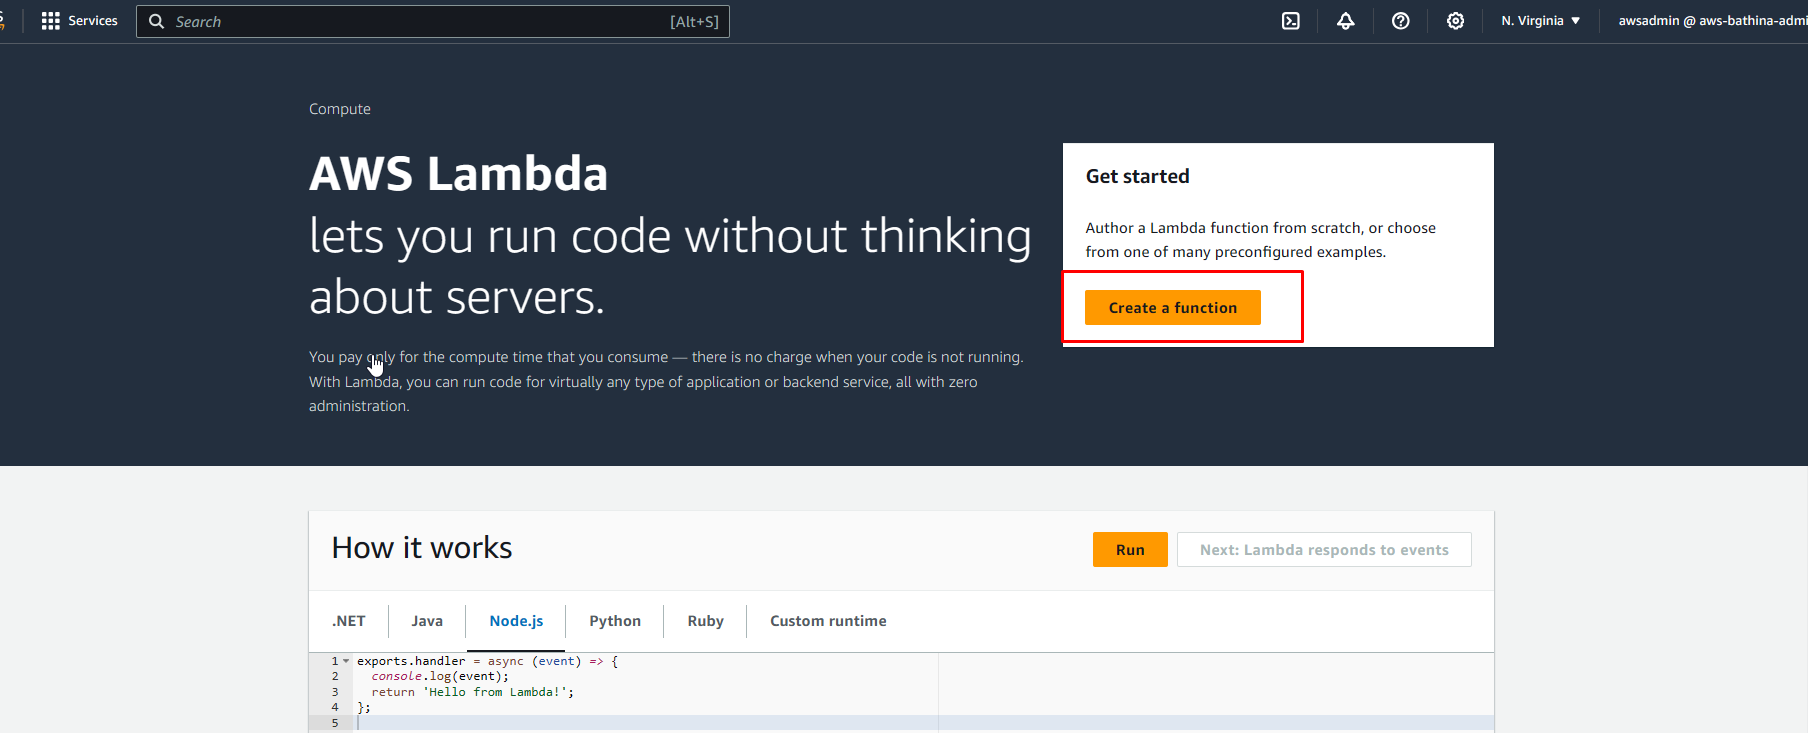 Services
Search
[Alt+S]
N. Virginia
awsadmin @ aws-bathina-admi
Compute
AWS Lambda
lets you run code without thinking
about servers.
You pay only for the compute time that you consume — there is no charge when your code is not running.
With Lambda, you can run code for virtually any type of application or backend service, all with zero
administration.
Get started
Author a Lambda function from scratch, or choose
from one of many preconfigured examples.
Create a function
How it works
Run
Next: Lambda responds to events
.NET
Java
Node.js
Python
Ruby
Custom runtime
1 exports.handler = async (event) => {
2 console.log(event);
3 return 'Hello from Lambda!';
4 };
5